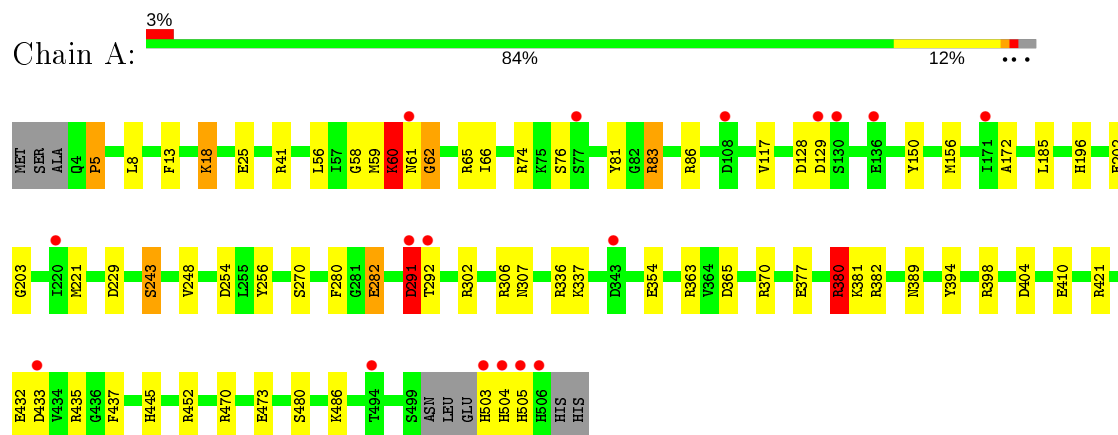 3%
Chain A:
84%
12%
MET SER ALA Q4 P5 L8 F13 K18 E25 R41 L56 I57 G58 M59 K60 N61 G62 R65 I66 R74 K75 S76 S77 Y81 G82 R83 R86 D108 V117 D128 D129 S130 E136 Y150 M156 I171 A172 L185 H196
G203 I220 M221 D229 S243 V248 D254 L255 Y256 S270 F280 G281 E282 D291 T292 R302 R306 N307 R336 K337 D343 E354 R363 V364 D365 R370 E377 R380 K381 R382 N389 Y394 R398 D404 E410 R421
E432 D433 V434 R435 G436 F437 H445 R452 R470 E473 S480 K486 T494 S499 ASN LEU GLU H503 H504 H505 H506 HIS HIS